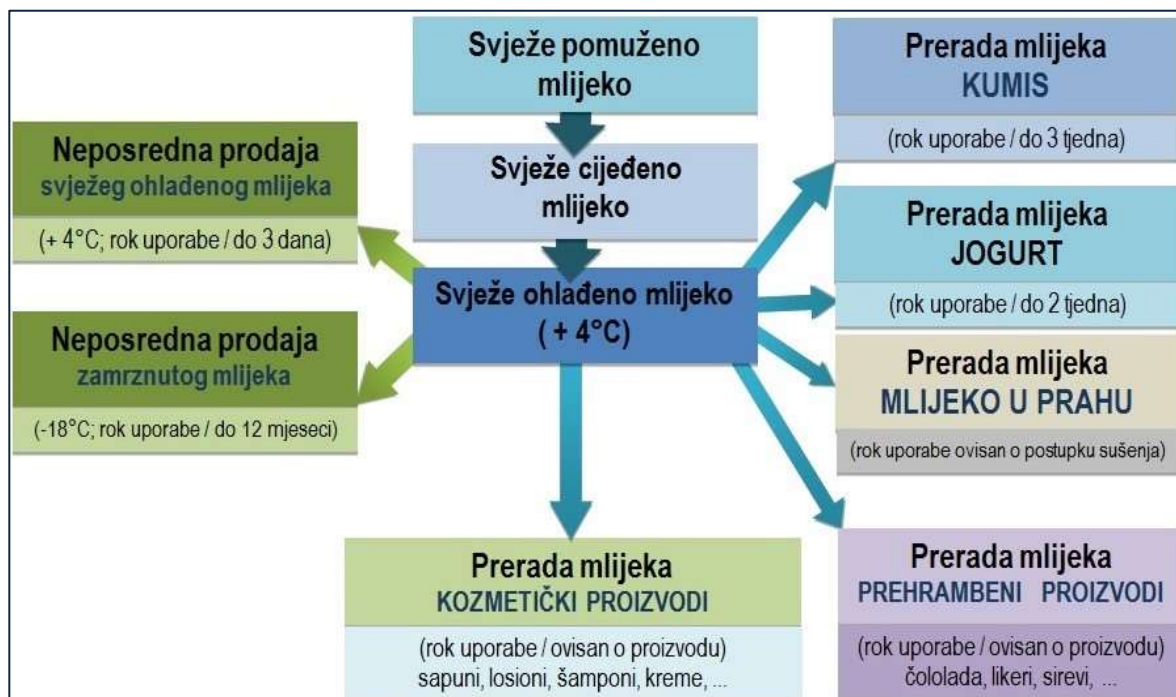 Svježe pomuženo
mlijeko
Svježe cijeđeno
mlijeko
Svježe ohlađeno mlijeko
( + 4°C)
Neposredna prodaja
svježeg ohlađenog mlijeka
(+ 4°C; rok uporabe / do 3 dana)
Neposredna prodaja
zamrznutog mlijeka
(-18°C; rok uporabe / do 12 mjeseci)
Prerada mlijeka
KUMIS
(rok uporabe / do 3 tjedna)
Prerada mlijeka
JOGURT
(rok uporabe / do 2 tjedna)
Prerada mlijeka
MLIJEKO U PRAHU
(rok uporabe ovisan o postupku sušenja)
Prerada mlijeka
KOZMETIČKI PROIZVODI
(rok uporabe / ovisan o proizvodu)
sapuni, losioni, šamponi, kreme, ...
Prerada mlijeka
PREHRAMBENI PROIZVODI
(rok uporabe / ovisan o proizvodu)
čololada, likeri, sirevi, ...